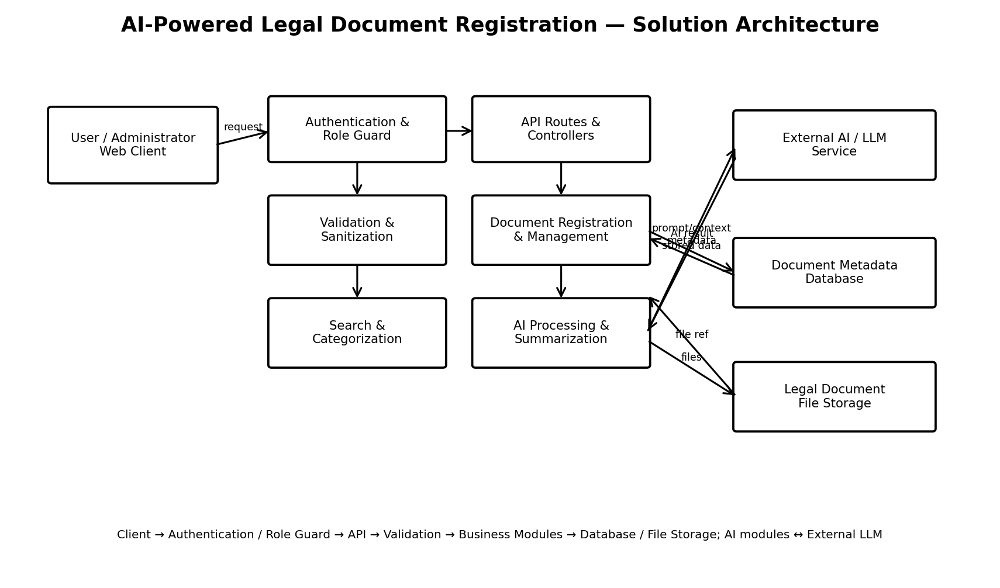 AI-Powered Legal Document Registration — Solution Architecture
User / Administrator
Web Client
request
Authentication &
Role Guard
API Routes &
Controllers
External AI / LLM
Service
Validation &
Sanitization
Document Registration
& Management
prompt/context
AI result
metadata
stored data
Document Metadata
Database
Search &
Categorization
AI Processing &
Summarization
file ref
files
Legal Document
File Storage
Client → Authentication / Role Guard → API → Validation → Business Modules → Database / File Storage; AI modules ↔ External LLM